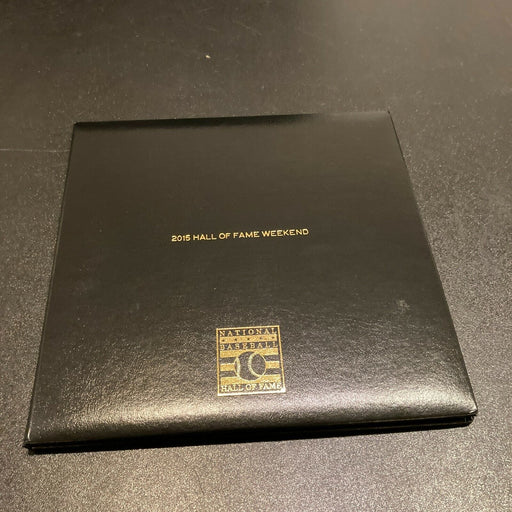 2015 HALL OF FAME WEEKEND
NATIONAL
BASEBALL
HALL OF FAME